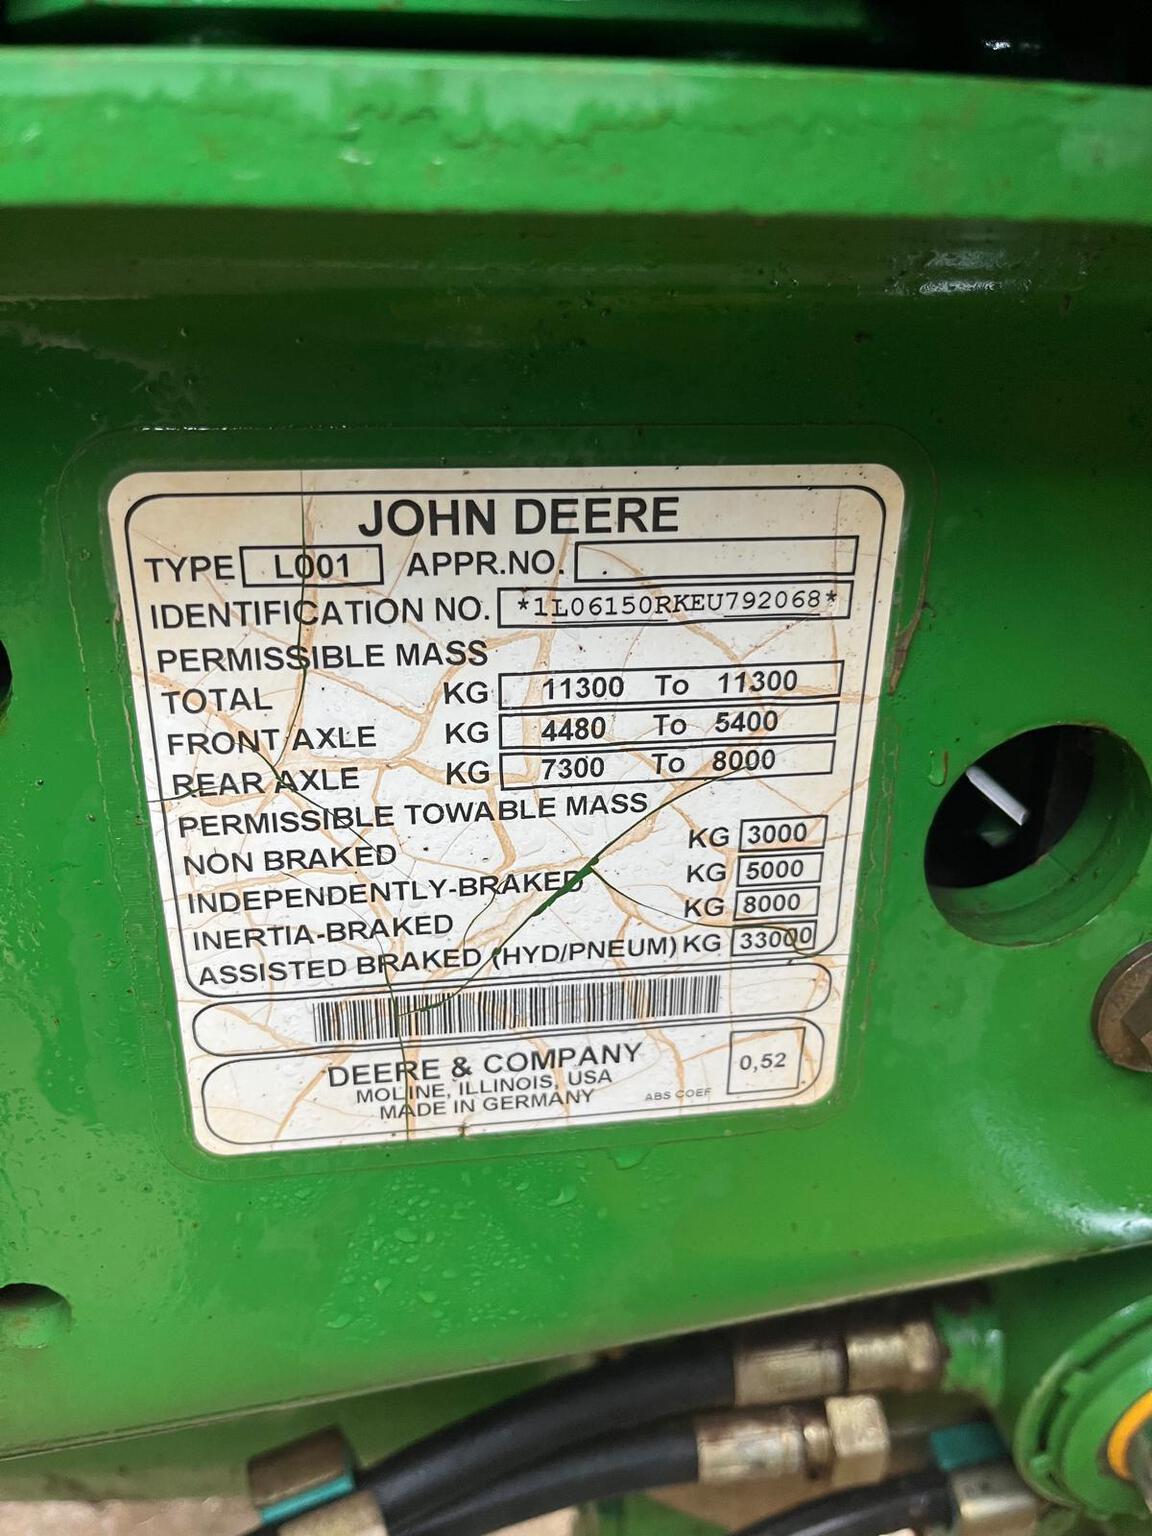 JOHN DEERE
TYPE L001 APPR.NO. .
IDENTIFICATION NO. *1L06150RKEU792068*
PERMISSIBLE MASS
TOTAL KG 11300 To 11300
FRONT AXLE KG 4480 To 5400
REAR AXLE KG 7300 To 8000
PERMISSIBLE TOWABLE MASS
NON BRAKED KG 3000
INDEPENDENTLY-BRAKED KG 5000
INERTIA-BRAKED KG 8000
ASSISTED BRAKED (HYD/PNEUM) KG 33000
DEERE & COMPANY
MOLINE, ILLINOIS, USA
MADE IN GERMANY
ABS COEF 0,52